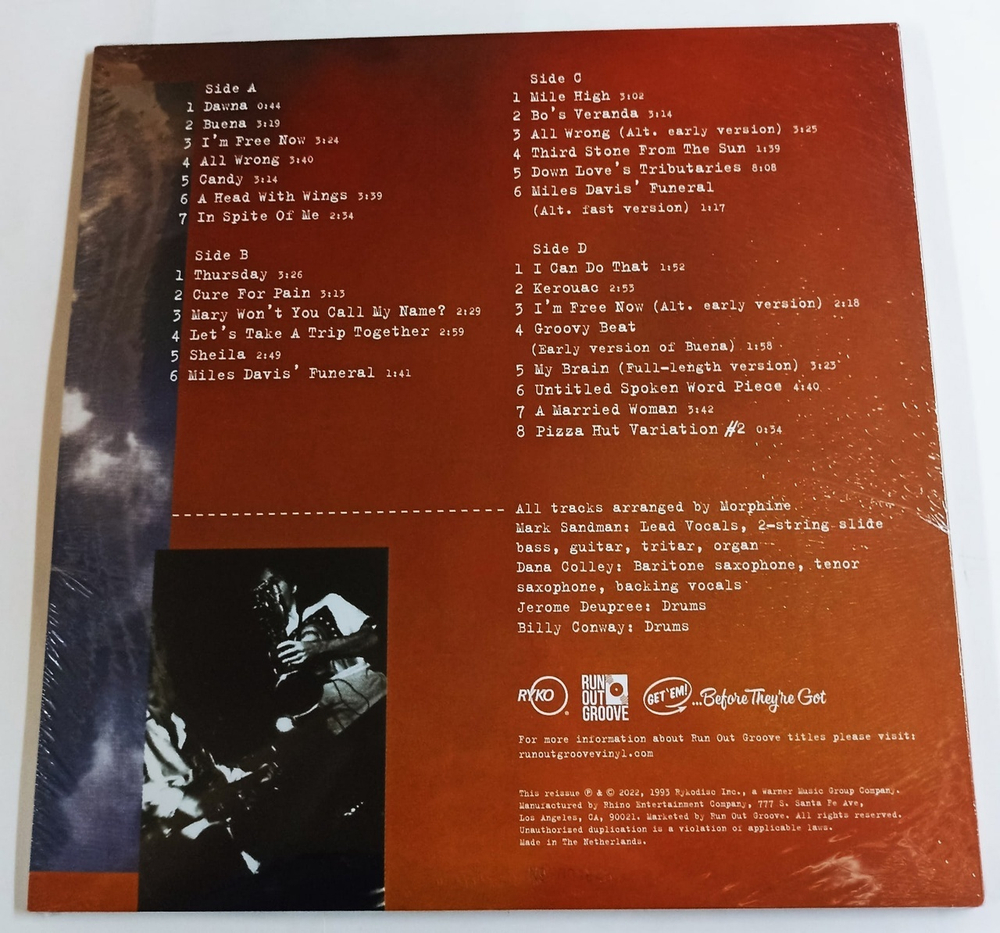 Side A
1 Dawna 0:44
2 Buena 3:19
3 I'm Free Now 3:24
4 All Wrong 3:40
5 Candy 3:14
6 A Head With Wings 3:39
7 In Spite Of Me 2:34
Side B
1 Thursday 3:26
2 Cure For Pain 3:13
3 Mary Won't You Call My Name? 2:29
4 Let's Take A Trip Together 2:59
5 Sheila 2:49
6 Miles Davis' Funeral 1:41
Side C
1 Mile High 3:02
2 Bo's Veranda 3:14
3 All Wrong (Alt. early version) 3:25
4 Third Stone From The Sun 1:39
5 Down Love's Tributaries 8:08
6 Miles Davis' Funeral
(Alt. fast version) 1:17
Side D
1 I Can Do That 1:52
2 Kerouac 2:53
3 I'm Free Now (Alt. early version) 2:18
4 Groovy Beat
(Early version of Buena) 1:58
5 My Brain (Full-length version) 3:23
6 Untitled Spoken Word Piece 4:40
7 A Married Woman 3:42
8 Pizza Hut Variation #2 0:34
All tracks arranged by Morphine
Mark Sandman: Lead Vocals, 2-string slide
bass, guitar, tritar, organ
Dana Colley: Baritone saxophone, tenor
saxophone, backing vocals
Jerome Deupree: Drums
Billy Conway: Drums
RYKO
RUN
OUT
GROOVE
GET 'EM!
...Before They're Got
For more information about Run Out Groove titles please visit:
runoutgroovevinyl.com
This reissue ℗ & © 2022, 1993 Rykodisc Inc., a Warner Music Group Company.
Manufactured by Rhino Entertainment Company, 777 S. Santa Fe Ave,
Los Angeles, CA, 90021. Marketed by Run Out Groove. All rights reserved.
Unauthorized duplication is a violation of applicable laws.
Made in The Netherlands.